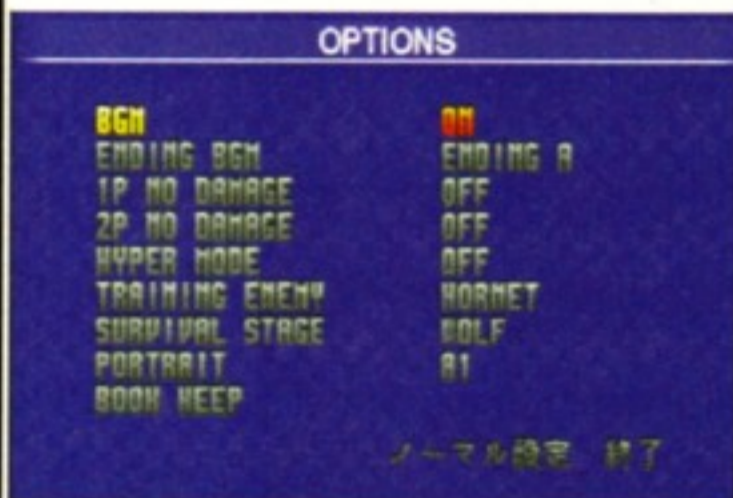 OPTIONS
BGM ON
ENDING BGM ENDING A
1P NO DAMAGE OFF
2P NO DAMAGE OFF
HYPER MODE OFF
TRAINING ENEMY HORNET
SURVIVAL STAGE WOLF
PORTRAIT A1
BOOK KEEP
ノーマル設定 終了